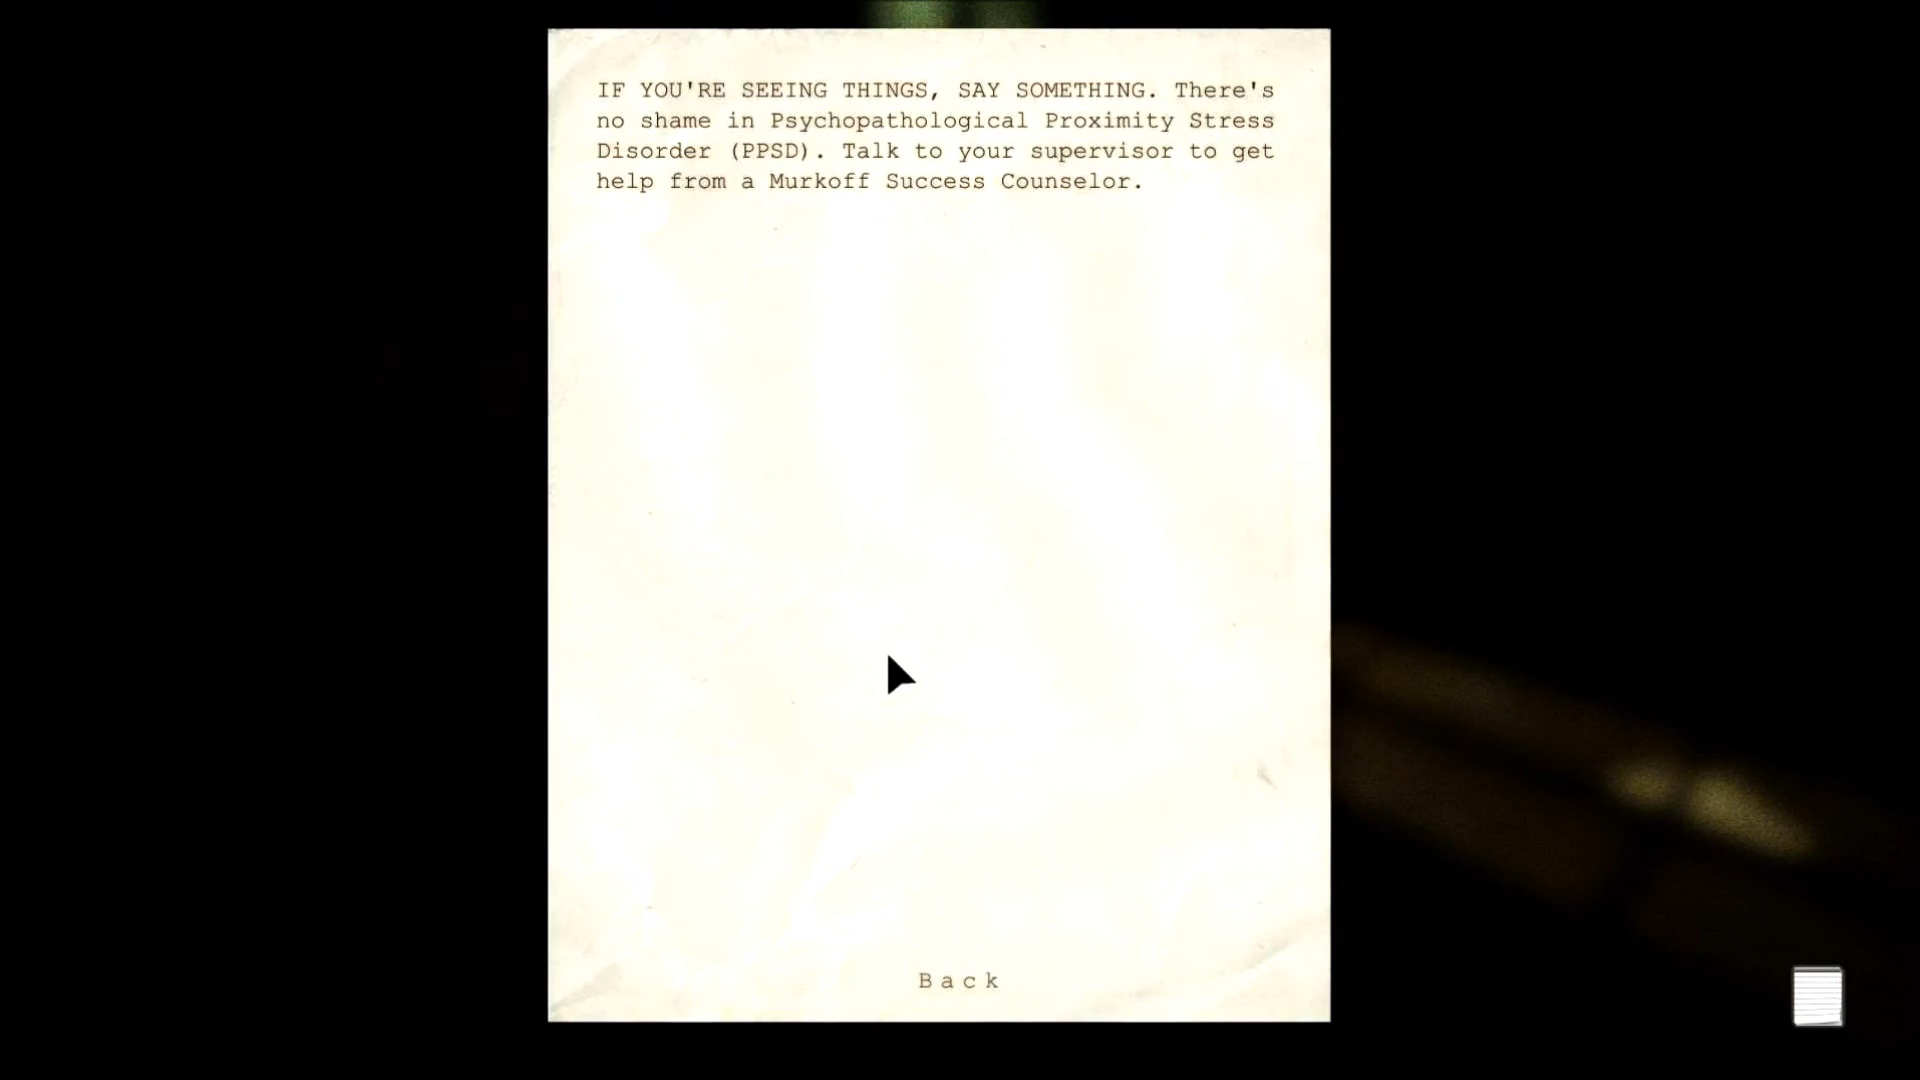 IF YOU'RE SEEING THINGS, SAY SOMETHING. There's
no shame in Psychopathological Proximity Stress
Disorder (PPSD). Talk to your supervisor to get
help from a Murkoff Success Counselor.
Back